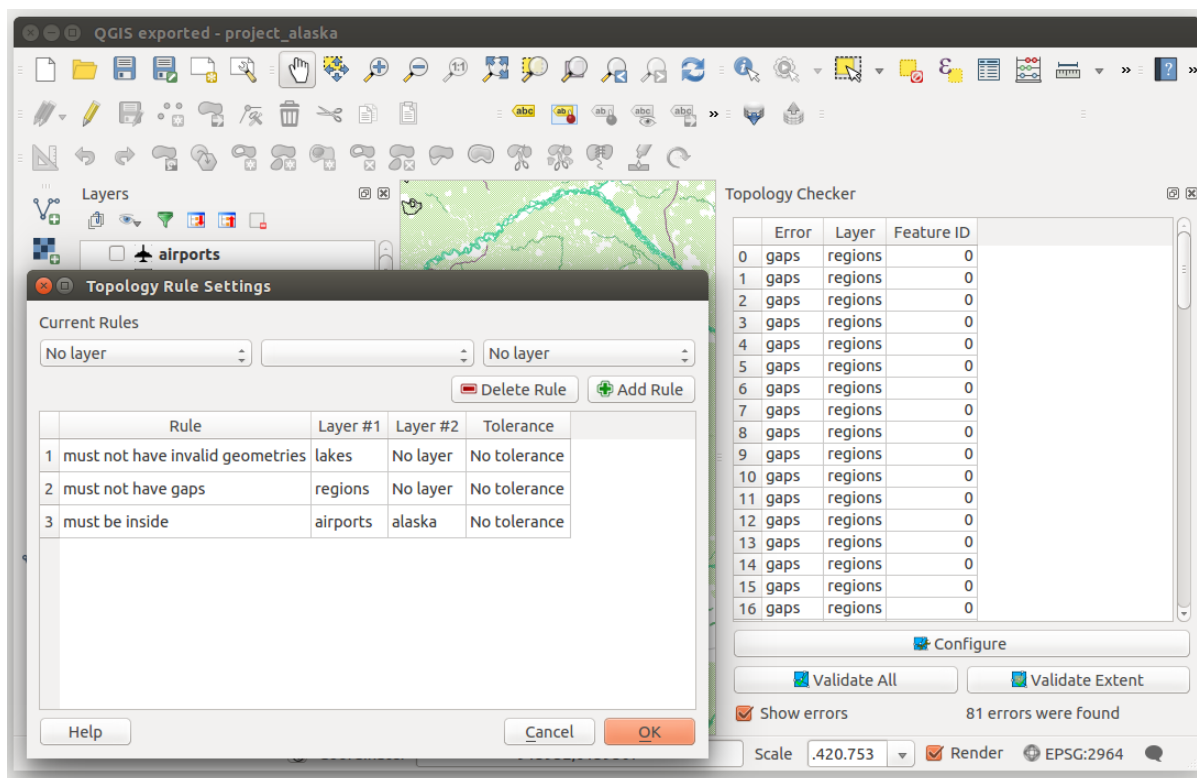 QGIS exported - project_alaska
abc
Layers
airports
Topology Rule Settings
Current Rules
No layer No layer
Delete Rule Add Rule
Rule Layer #1 Layer #2 Tolerance
1 must not have invalid geometries lakes No layer No tolerance
2 must not have gaps regions No layer No tolerance
3 must be inside airports alaska No tolerance
Help Cancel OK
Topology Checker
Error Layer Feature ID
0 gaps regions 0
1 gaps regions 0
2 gaps regions 0
3 gaps regions 0
4 gaps regions 0
5 gaps regions 0
6 gaps regions 0
7 gaps regions 0
8 gaps regions 0
9 gaps regions 0
10 gaps regions 0
11 gaps regions 0
12 gaps regions 0
13 gaps regions 0
14 gaps regions 0
15 gaps regions 0
16 gaps regions 0
Configure
Validate All Validate Extent
Show errors 81 errors were found
Scale .420.753 Render EPSG:2964